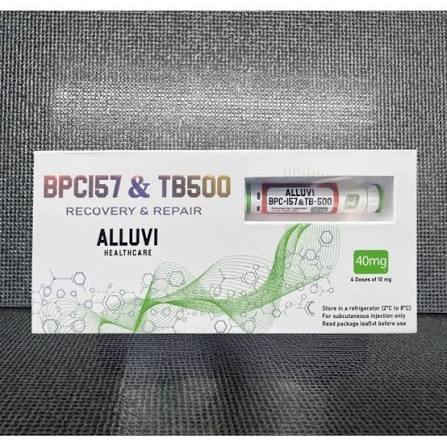 BPC157 & TB500
RECOVERY & REPAIR
ALLUVI
HEALTHCARE
ALLUVI
BPC-157&TB-500
40mg
4 Doses of 10 mg
Store in a refrigerator (2°C to 8°C)
For subcutaneous injection only
Read package leaflet before use